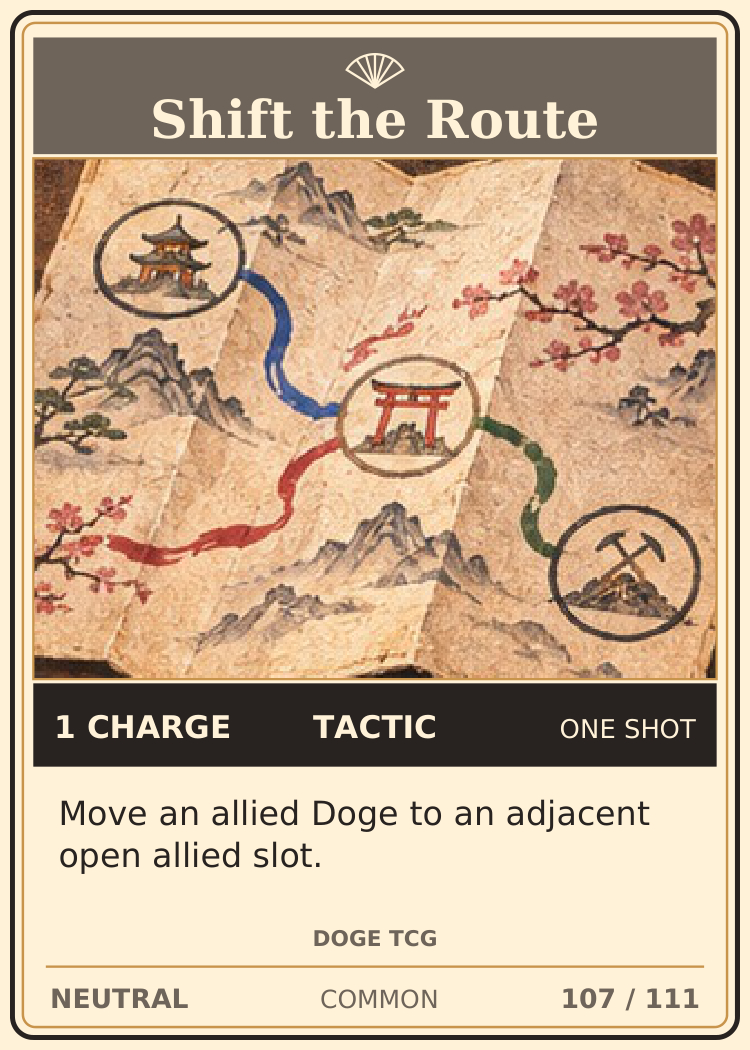 Shift the Route
1 CHARGE TACTIC ONE SHOT
Move an allied Doge to an adjacent
open allied slot.
DOGE TCG
NEUTRAL COMMON 107 / 111